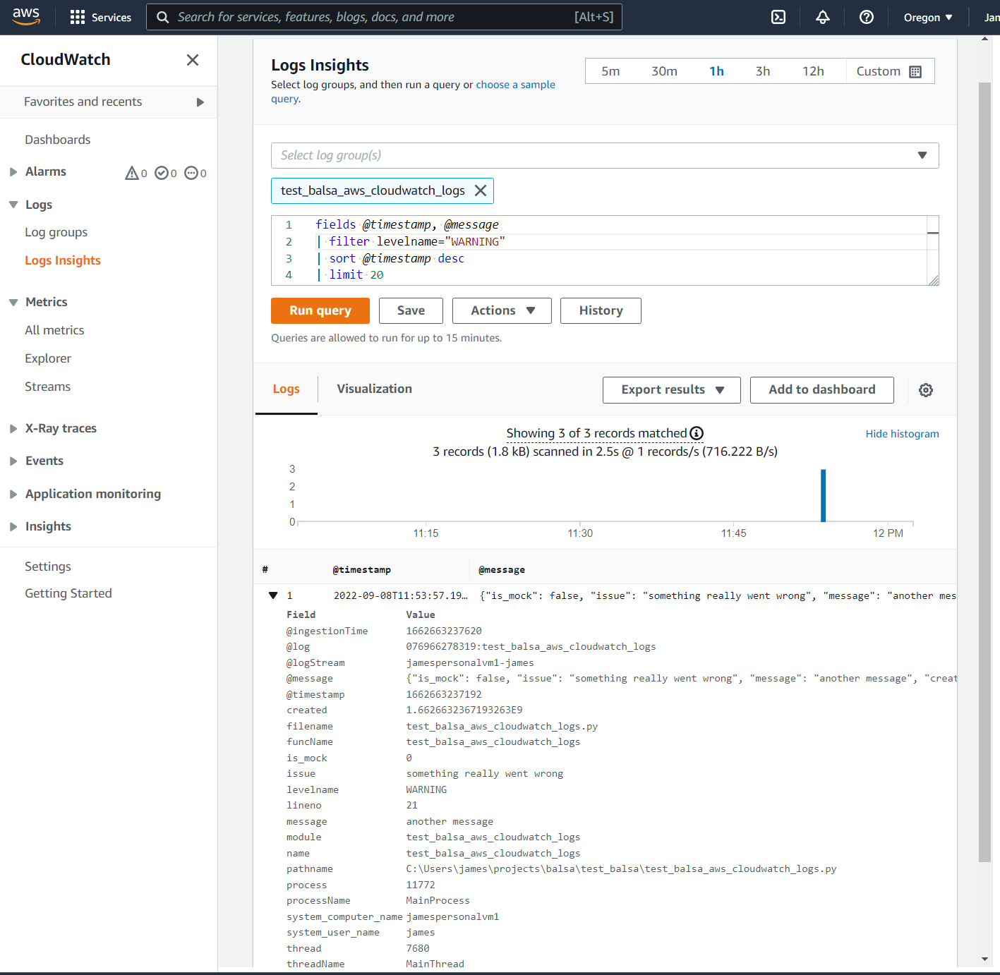 aws Services Search for services, features, blogs, docs, and more [Alt+S] Oregon
CloudWatch
Favorites and recents
Dashboards
Alarms 0 0 0
Logs
Log groups
Logs Insights
Metrics
All metrics
Explorer
Streams
X-Ray traces
Events
Application monitoring
Insights
Settings
Getting Started
Logs Insights
Select log groups, and then run a query or choose a sample
query.
5m 30m 1h 3h 12h Custom
Select log group(s)
test_balsa_aws_cloudwatch_logs
1 fields @timestamp, @message
2 | filter levelname="WARNING"
3 | sort @timestamp desc
4 | limit 20
Run query Save Actions History
Queries are allowed to run for up to 15 minutes.
Logs Visualization Export results Add to dashboard
Showing 3 of 3 records matched Hide histogram
3 records (1.8 kB) scanned in 2.5s @ 1 records/s (716.222 B/s)
3
2
1
0
11:15 11:30 11:45 12 PM
# @timestamp @message
1 2022-09-08T11:53:57.19… {"is_mock": false, "issue": "something really went wrong", "message": "another mes
Field Value
@ingestionTime 1662663237620
@log 076966278319:test_balsa_aws_cloudwatch_logs
@logStream jamespersonalvm1-james
@message {"is_mock": false, "issue": "something really went wrong", "message": "another message", "creat
@timestamp 1662663237192
created 1.6626632367193263E9
filename test_balsa_aws_cloudwatch_logs.py
funcName test_balsa_aws_cloudwatch_logs
is_mock 0
issue something really went wrong
levelname WARNING
lineno 21
message another message
module test_balsa_aws_cloudwatch_logs
name test_balsa_aws_cloudwatch_logs
pathname C:\Users\james\projects\balsa\test_balsa\test_balsa_aws_cloudwatch_logs.py
process 11772
processName MainProcess
system_computer_name jamespersonalvm1
system_user_name james
thread 7680
threadName MainThread